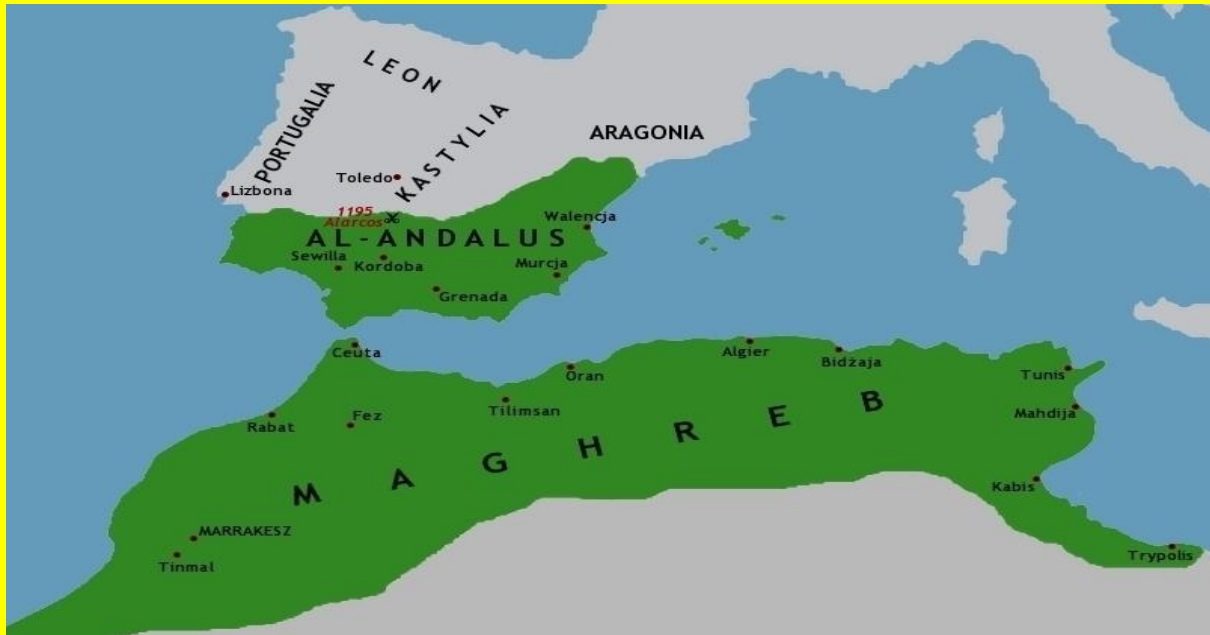 LEON
PORTUGALIA
KASTYLIA
ARAGONIA
Toledo
Lizbona
1195
Alarcos
Walencja
AL-ANDALUS
Sewilla
Kordoba
Murcja
Grenada
Ceuta
Algier
Bidżaja
Oran
Tunis
Tilimsan
Mahdija
Rabat
Fez
MAGHREB
Kabis
MARRAKESZ
Tinmal
Trypolis